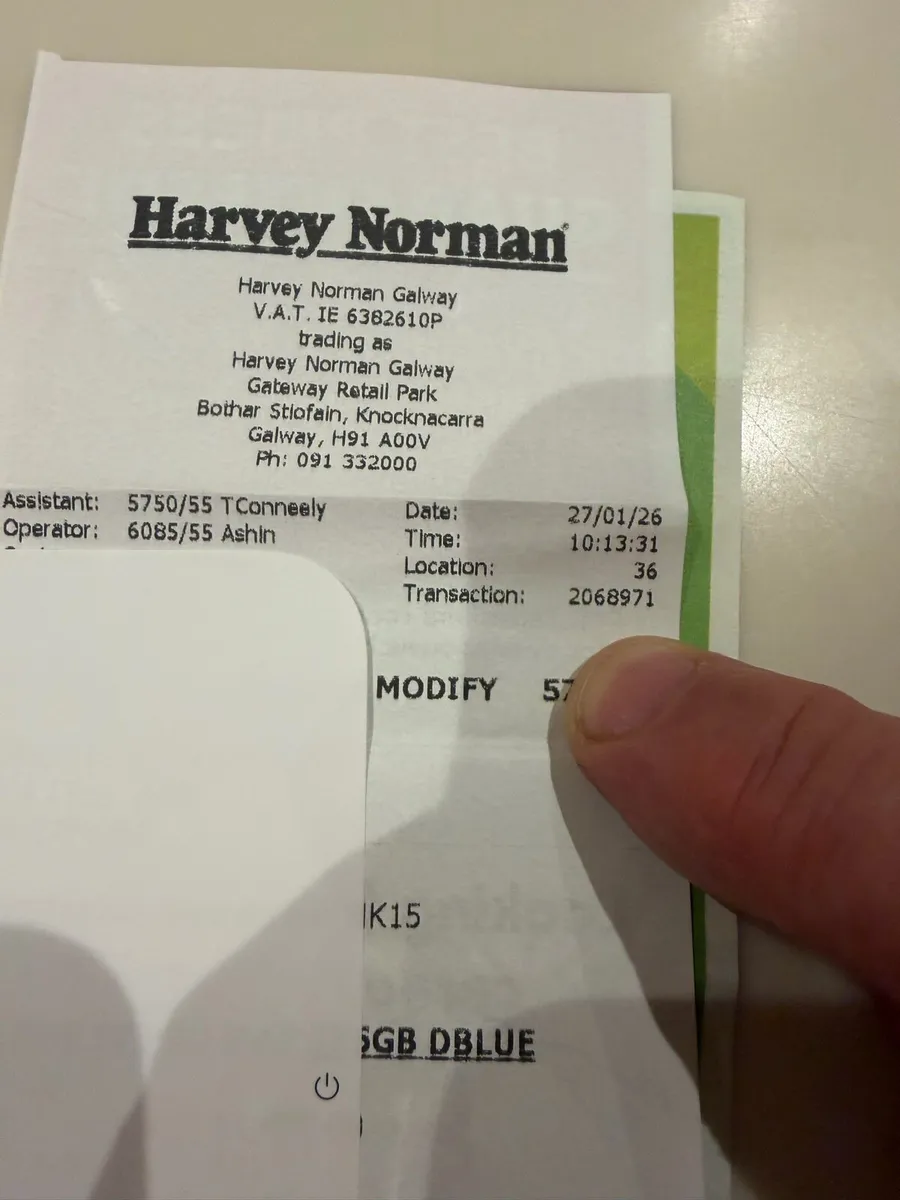 Harvey Norman
Harvey Norman Galway
V.A.T. IE 6382610P
trading as
Harvey Norman Galway
Gateway Retail Park
Bothar Stiofain, Knocknacarra
Galway, H91 A00V
Ph: 091 332000
Assistant: 5750/55 TConneely Date: 27/01/26
Operator: 6085/55 Ashin Time: 10:13:31
Location: 36
Transaction: 2068971
MODIFY 57
K15
GB DBLUE